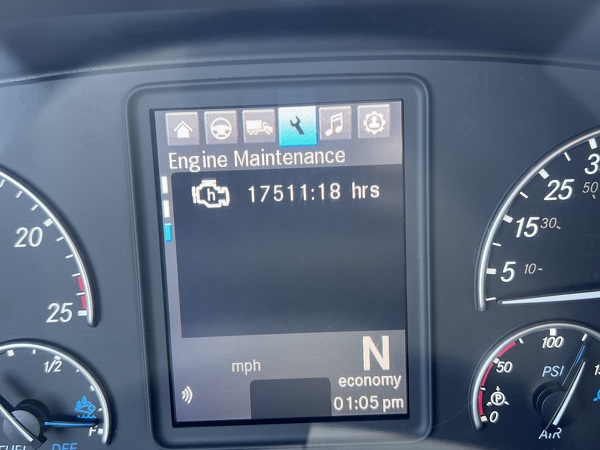 Engine Maintenance
h 17511:18 hrs
N
mph
economy
01:05 pm
20
25
1/2
F
FUEL
DEF
25
50
15 30
5 10
100
PSI
50
P
0
AIR